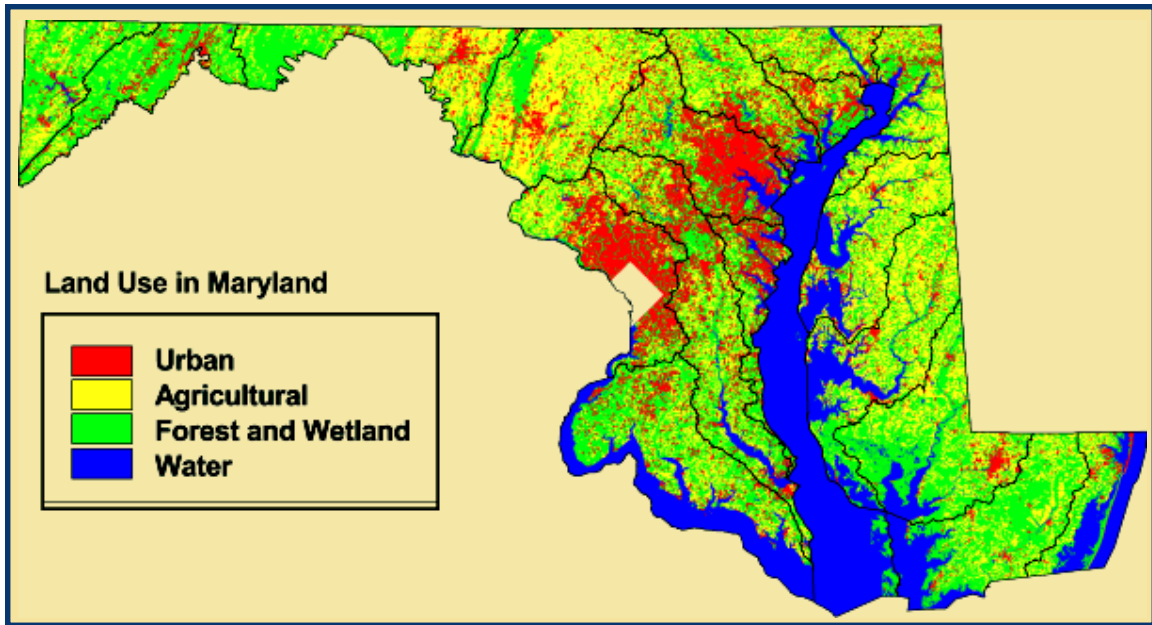 Land Use in Maryland
Urban
Agricultural
Forest and Wetland
Water